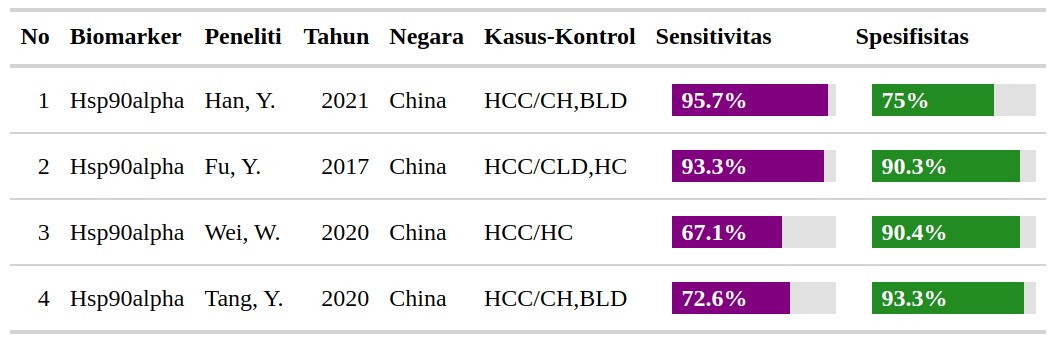 No Biomarker Peneliti Tahun Negara Kasus-Kontrol Sensitivitas Spesifisitas
1 Hsp90alpha Han, Y. 2021 China HCC/CH,BLD 95.7% 75%
2 Hsp90alpha Fu, Y. 2017 China HCC/CLD,HC 93.3% 90.3%
3 Hsp90alpha Wei, W. 2020 China HCC/HC 67.1% 90.4%
4 Hsp90alpha Tang, Y. 2020 China HCC/CH,BLD 72.6% 93.3%